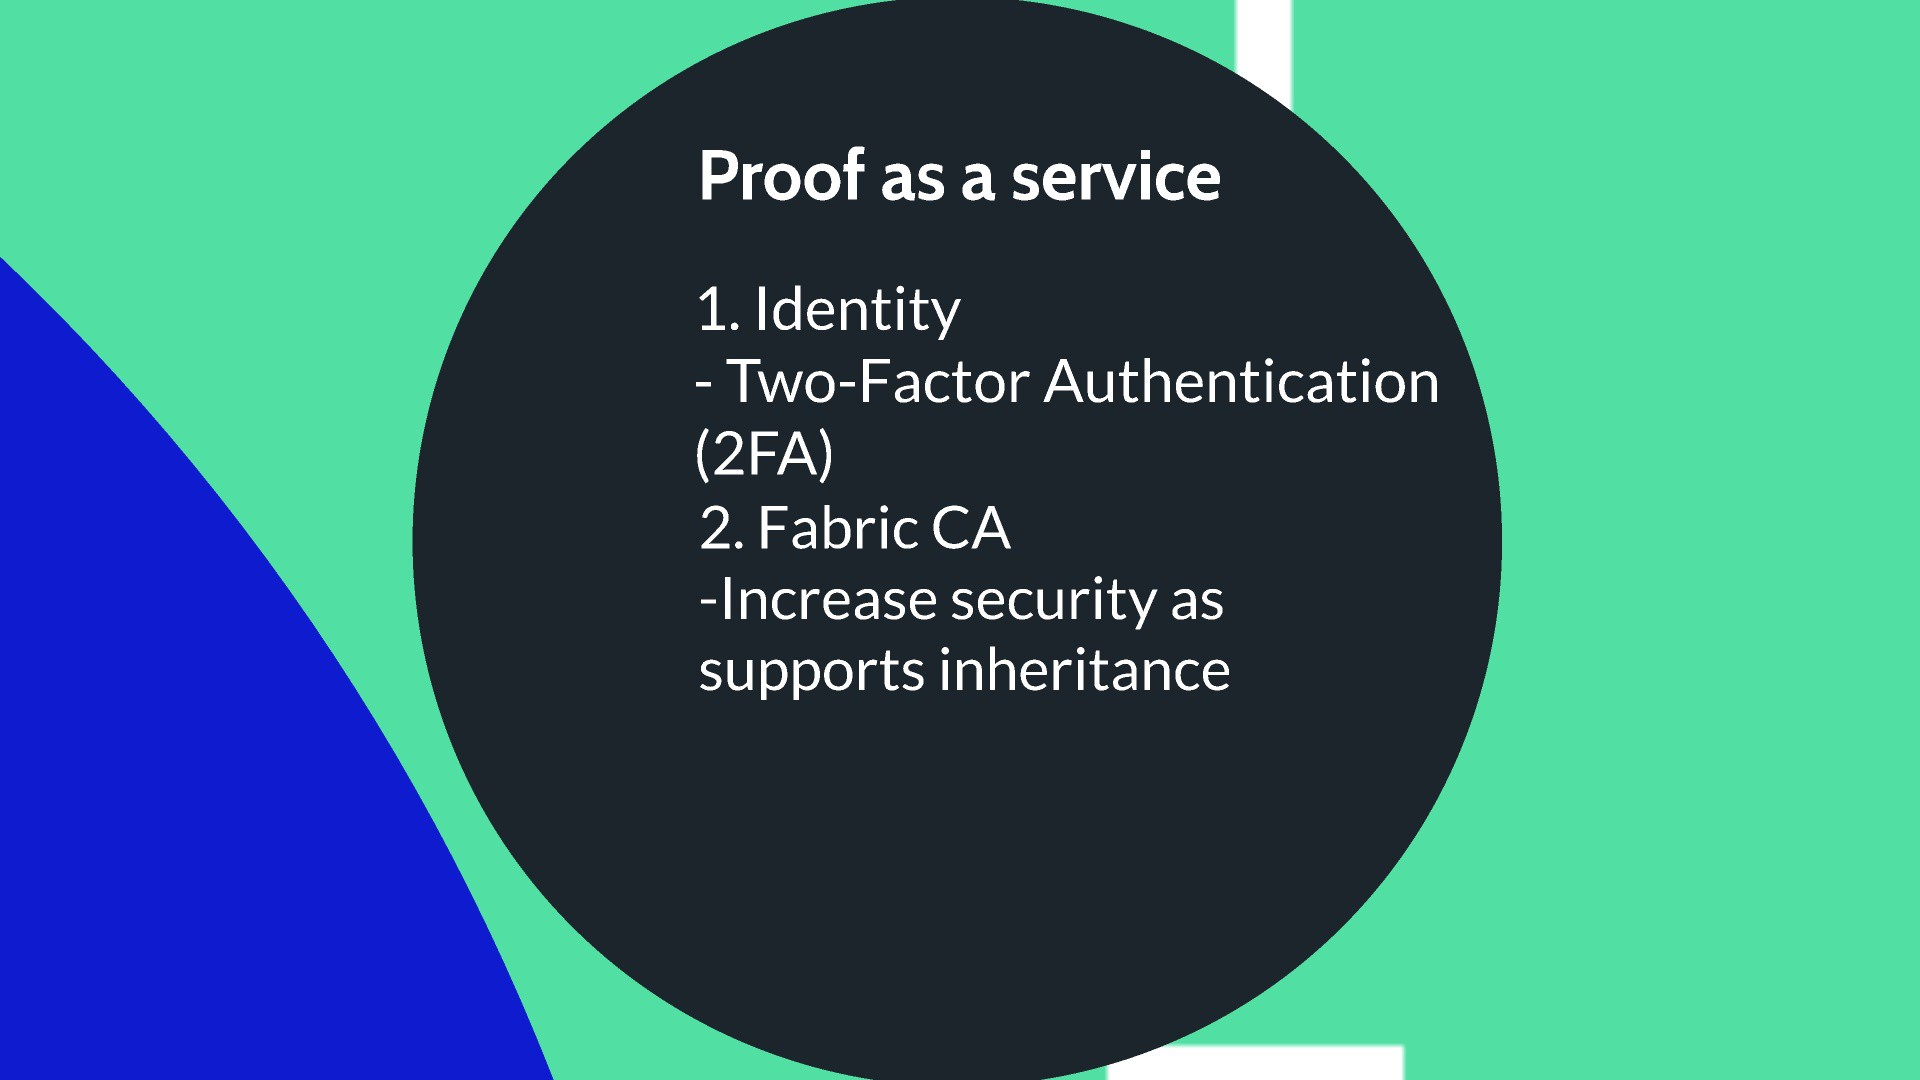 Proof as a service
1. Identity
- Two-Factor Authentication
(2FA)
2. Fabric CA
-Increase security as
supports inheritance